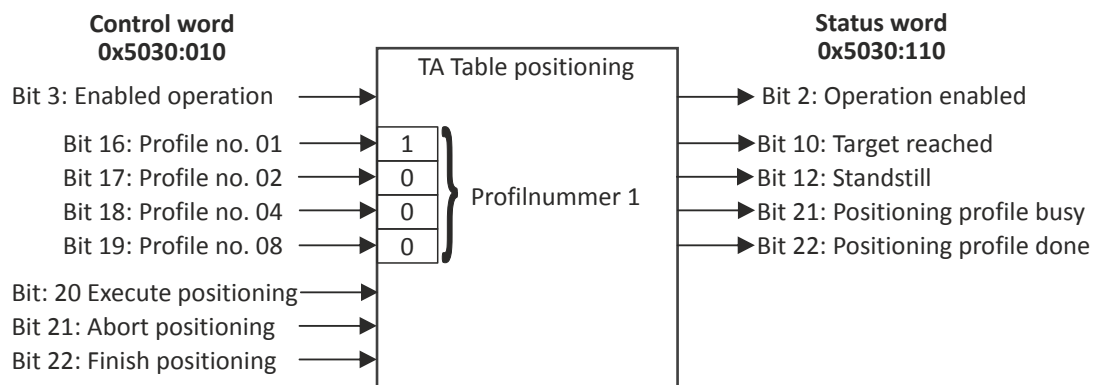 Control word
0x5030:010
Status word
0x5030:110
TA Table positioning
Bit 3: Enabled operation
Bit 2: Operation enabled
Bit 16: Profile no. 01
1
Bit 10: Target reached
Bit 17: Profile no. 02
0
Bit 12: Standstill
Profilnummer 1
Bit 18: Profile no. 04
0
Bit 21: Positioning profile busy
Bit 19: Profile no. 08
0
Bit 22: Positioning profile done
Bit: 20 Execute positioning
Bit 21: Abort positioning
Bit 22: Finish positioning